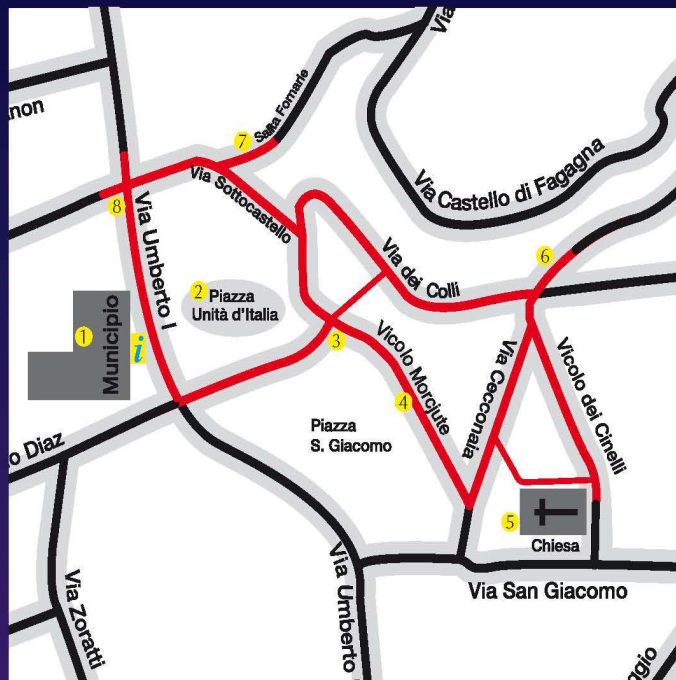 Via
anon
7
Salita Fornarie
Via Sottocastello
Via Castello di Fagagna
8
Via Umberto I
2
Piazza
Unità d'Italia
Via dei Colli
6
1
Municipio
i
3
Vicolo Morcjute
4
Via Cecconaia
Vicolo dei Cinelli
Piazza
S. Giacomo
o Diaz
5
Chiesa
Via San Giacomo
Via Umberto
Via Zoratti
ggio